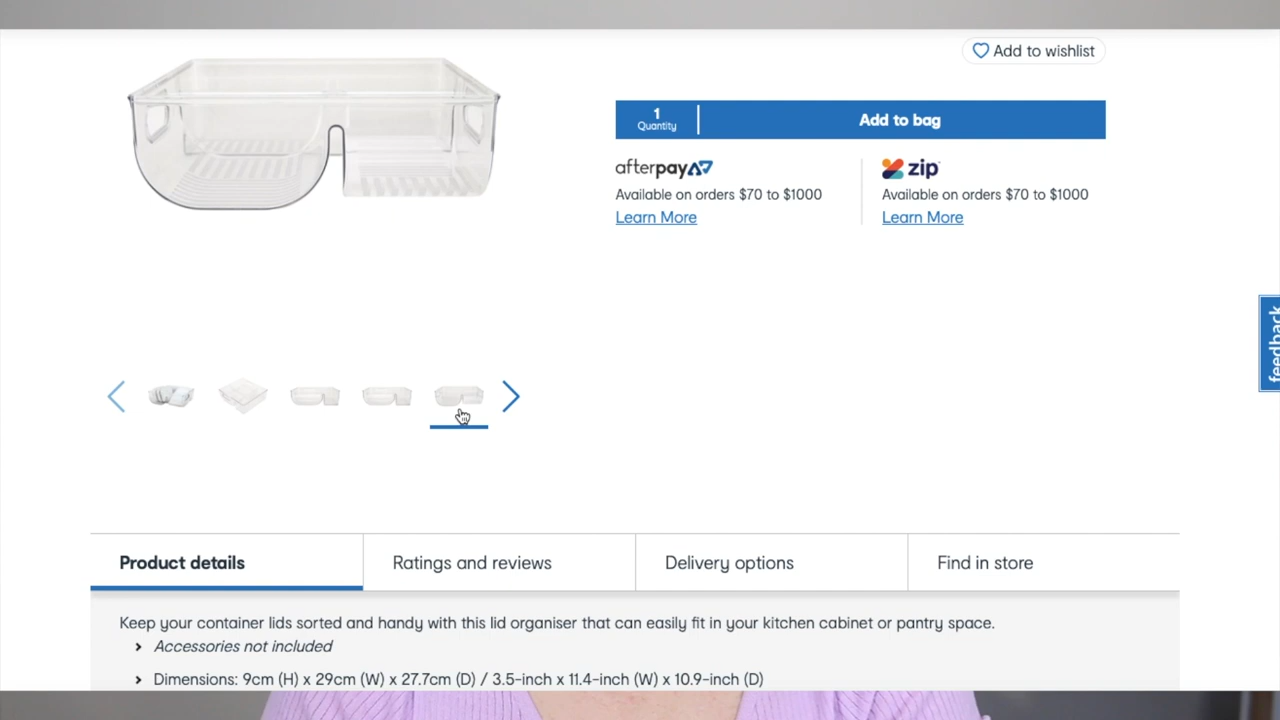 Add to wishlist
1
Quantity
Add to bag
afterpay
zip
Available on orders $70 to $1000
Available on orders $70 to $1000
Learn More
Learn More
feedback
Product details
Ratings and reviews
Delivery options
Find in store
Keep your container lids sorted and handy with this lid organiser that can easily fit in your kitchen cabinet or pantry space.
Accessories not included
Dimensions: 9cm (H) x 29cm (W) x 27.7cm (D) / 3.5-inch x 11.4-inch (W) x 10.9-inch (D)